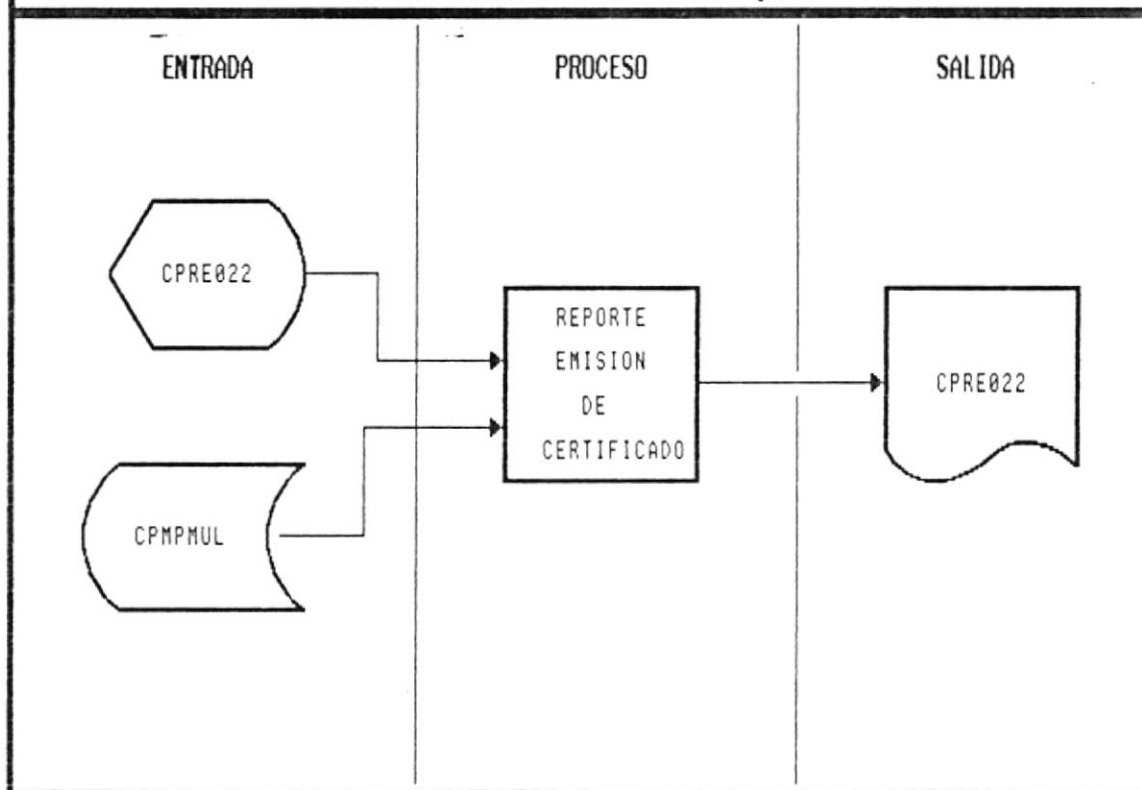 ENTRADA
PROCESO
SALIDA
CPRE022
REPORTE
EMISION
DE
CERTIFICADO
CPRE022
CPMPMUL